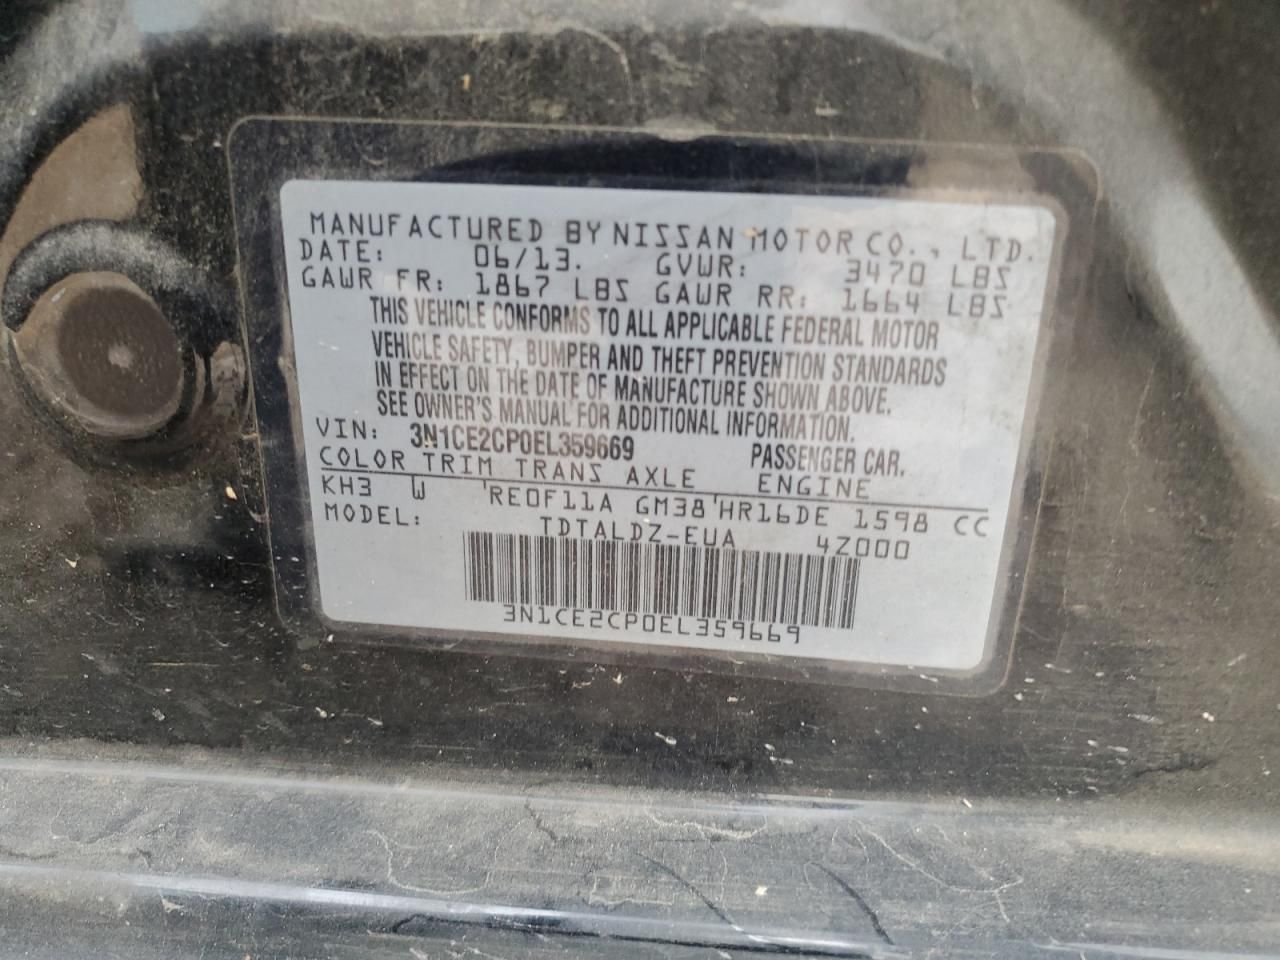 MANUFACTURED BY NISSAN MOTOR CO., LTD.
DATE: 06/13. GVWR: 3470 LBS
GAWR FR: 1867 LBS GAWR RR: 1664 LBS
THIS VEHICLE CONFORMS TO ALL APPLICABLE FEDERAL MOTOR
VEHICLE SAFETY, BUMPER AND THEFT PREVENTION STANDARDS
IN EFFECT ON THE DATE OF MANUFACTURE SHOWN ABOVE.
SEE OWNER'S MANUAL FOR ADDITIONAL INFORMATION.
VIN: 3N1CE2CP0EL359669 PASSENGER CAR.
COLOR TRIM TRANS AXLE ENGINE
KH3 W 'RE0F11A GM38'HR16DE 1598 CC
MODEL: TDTALDZ-EUA 4Z000
3N1CE2CP0EL359669